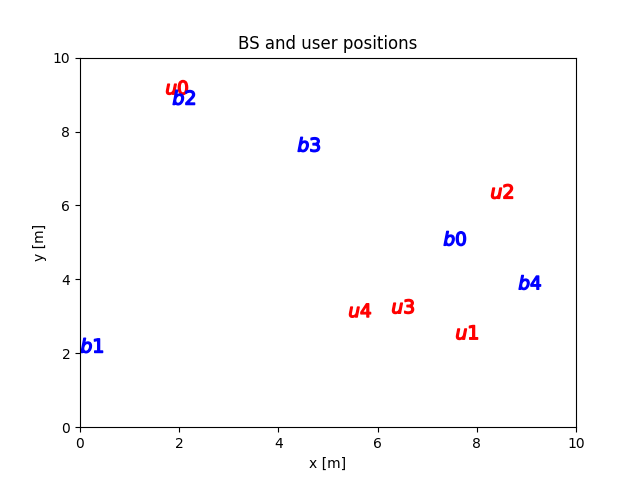 BS and user positions
10
u0
b2
8
b3
u2
6
b0
y [m]
4
b4
u4
u3
u1
2
b1
0
0 2 4 6 8 10
x [m]